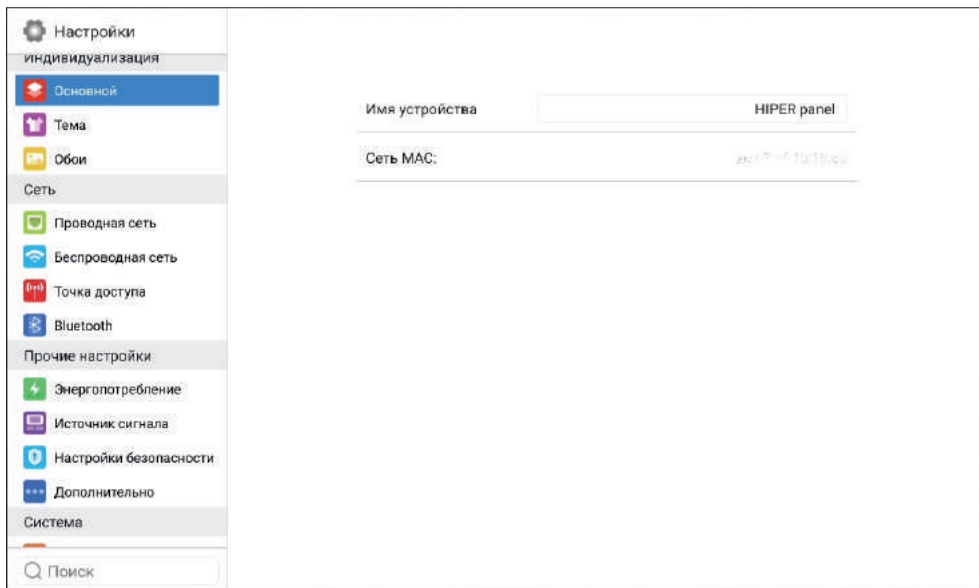 Настройки
Индивидуализация
Основной
Тема
Обои
Сеть
Проводная сеть
Беспроводная сеть
Точка доступа
Bluetooth
Прочие настройки
Энергопотребление
Источник сигнала
Настройки безопасности
Дополнительно
Система
Поиск
Имя устройства HIPER panel
Сеть MAC: